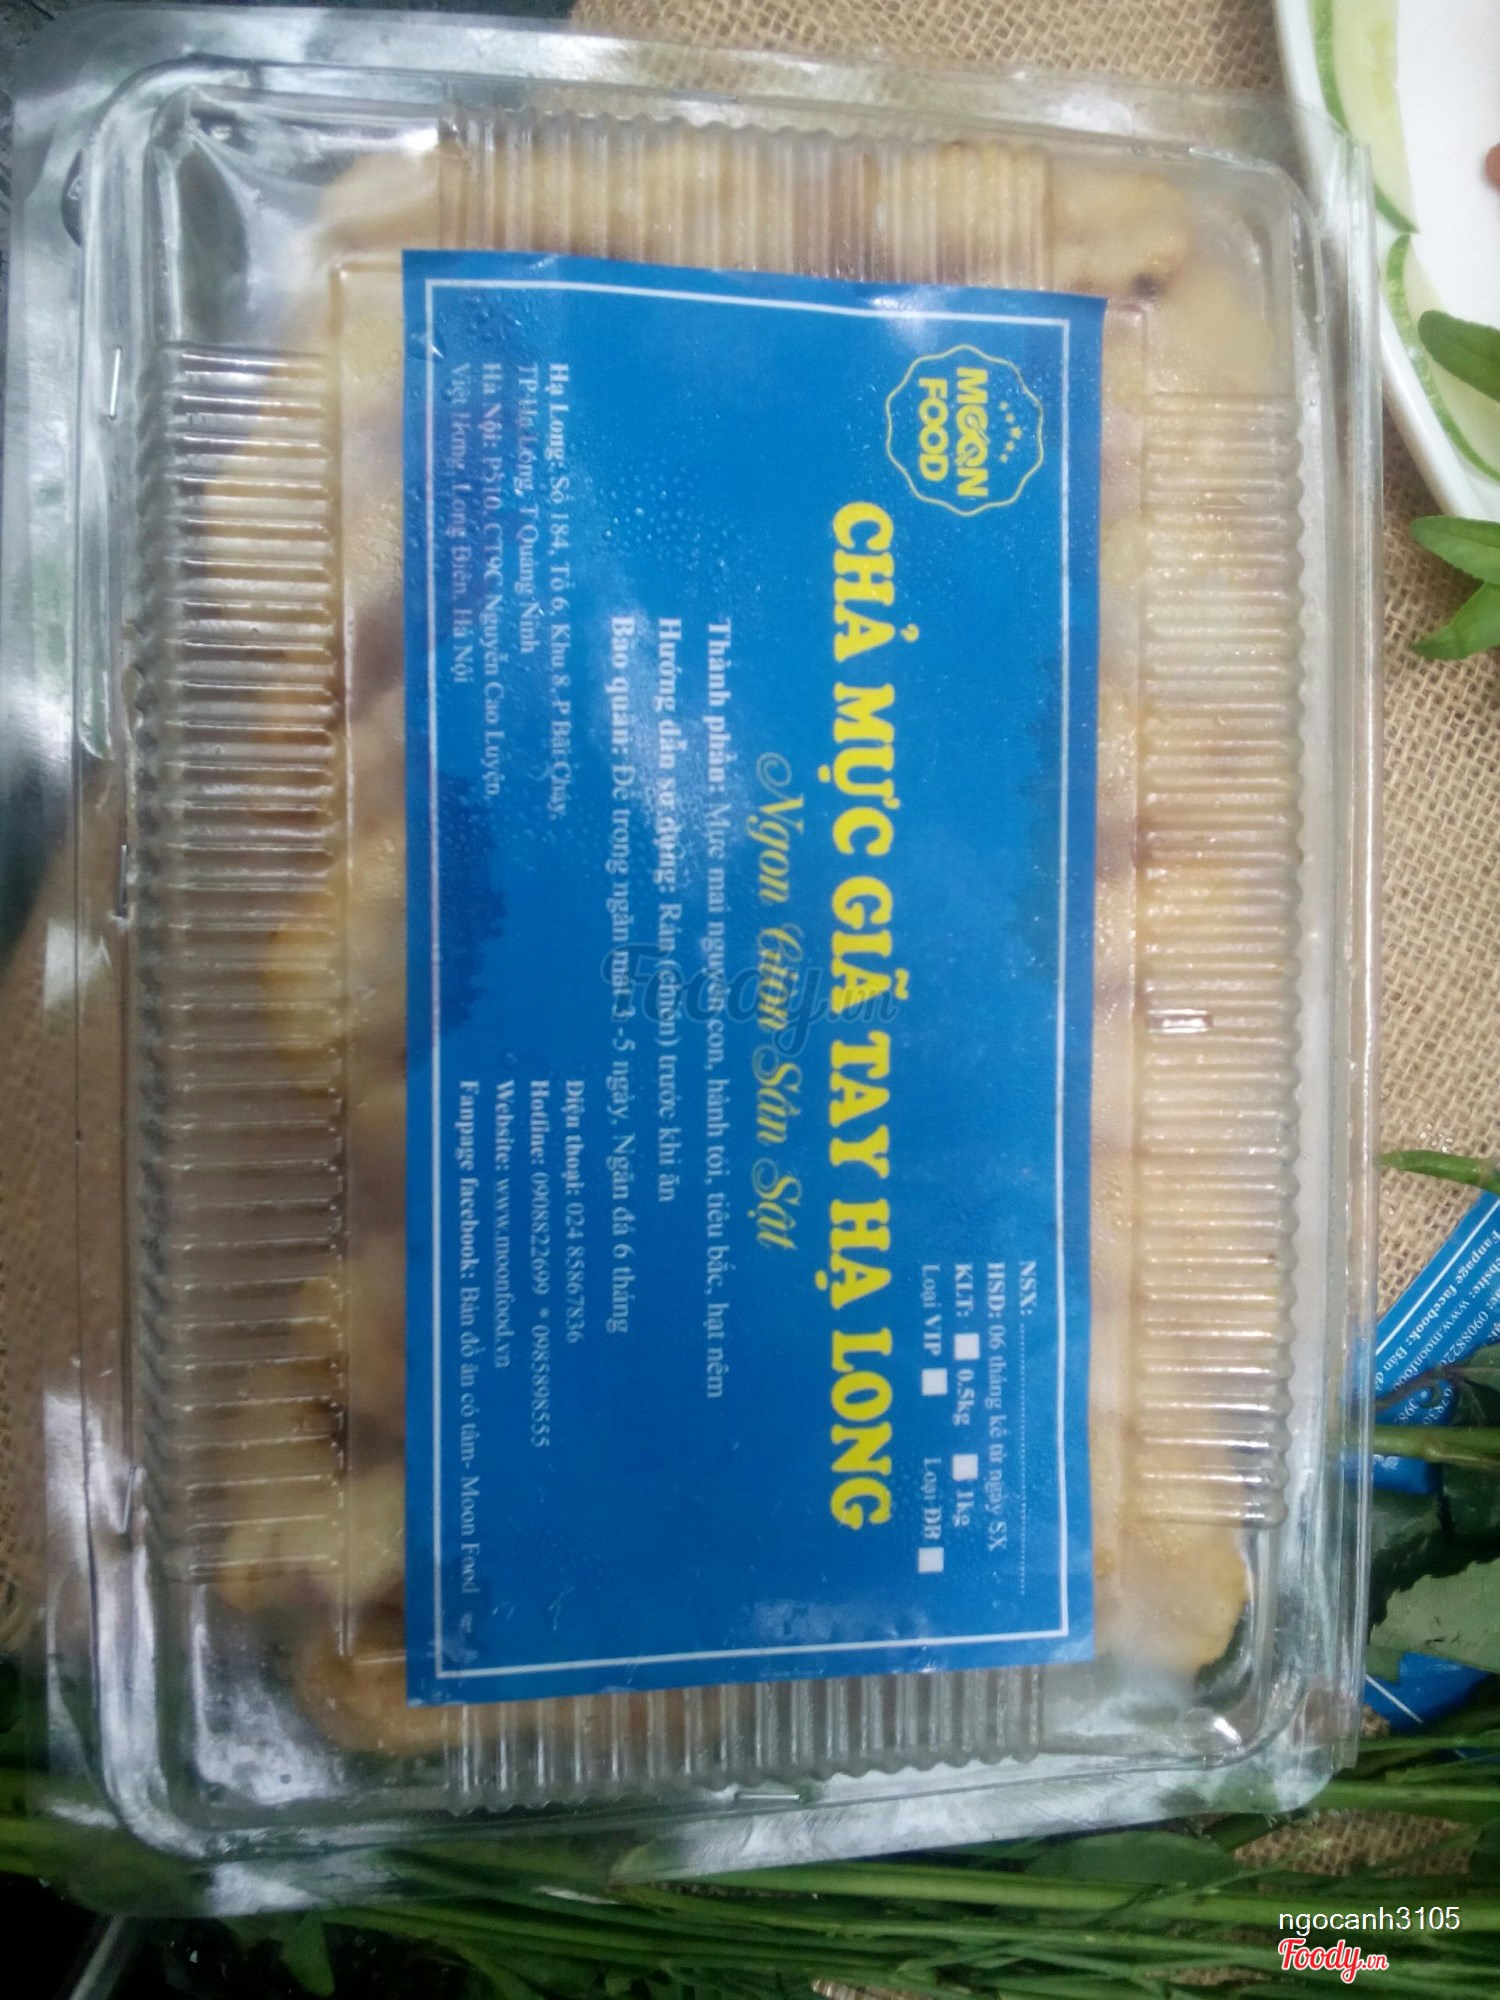 MOON
FOOD
NSX:
HSD: 06 tháng kể từ ngày SX
KLT: 0.5kg 1kg
Loại VIP Loại ĐB
CHẢ MỰC GIÃ TAY HẠ LONG
Ngon Giòn Sần Sật
Thành phần: Mực mai nguyên con, hành tỏi, tiêu bắc, hạt nêm
Hướng dẫn sử dụng: Rán (chiên) trước khi ăn
Bảo quản: Để trong ngăn mát 3 -5 ngày, Ngăn đá 6 tháng
Hạ Long: Số 184, Tổ 6, Khu 8, P Bãi Cháy,
TP Hạ Long, T Quảng Ninh
Hà Nội: P510, CT9C Nguyễn Cao Luyện,
Việt Hưng, Long Biên, Hà Nội
Điện thoại: 024 85867836
Hotline: 0908822699 * 0985898555
Website: www.moonfood.vn
Fanpage facebook: Bản đồ ăn có tâm- Moon Food
Foody.vn
Fanpage facebook: Bản đ
ngocanh3105
Foody.vn